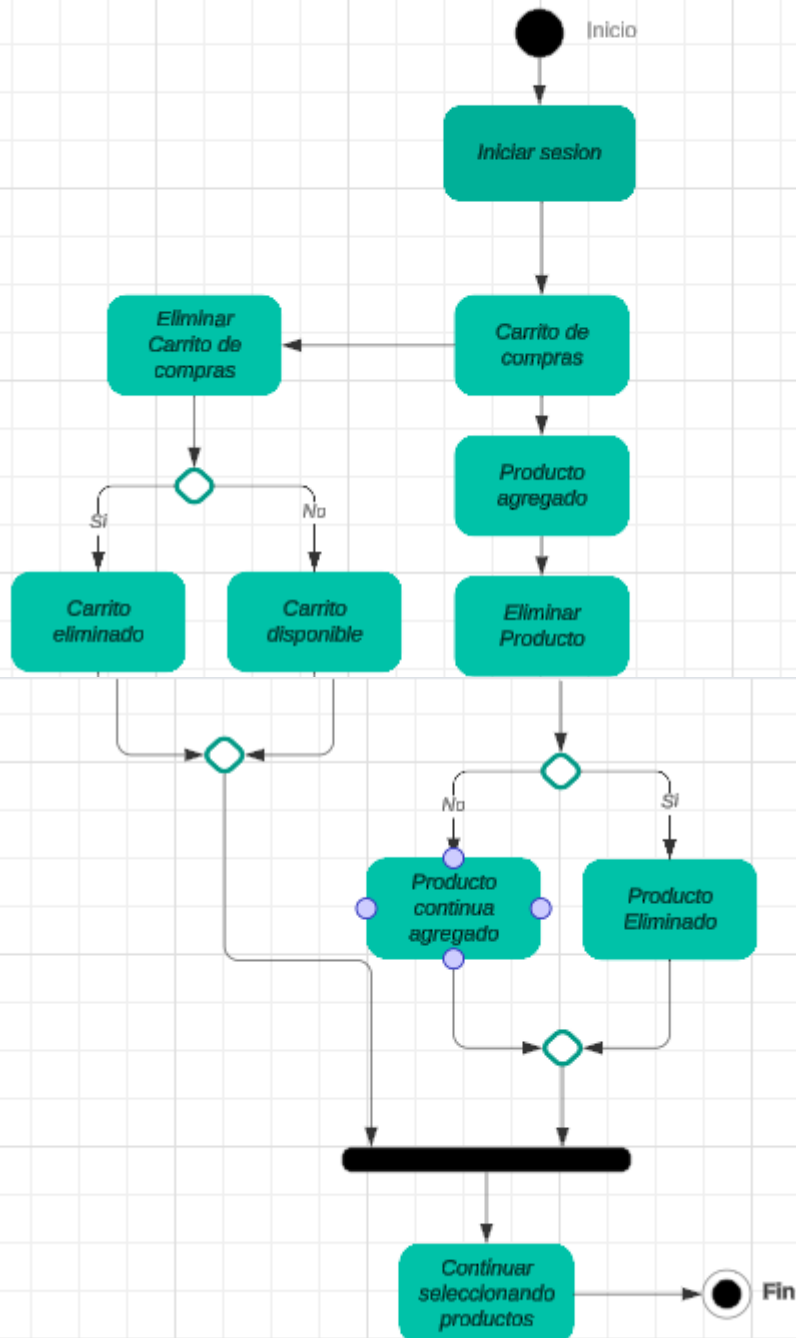 Inicio
Iniciar sesion
Eliminar
Carrito de
compras
Carrito de
compras
Producto
agregado
Si
No
Carrito
eliminado
Carrito
disponible
Eliminar
Producto
No
Si
Producto
continua
agregado
Producto
Eliminado
Continuar
seleccionando
productos
Fin